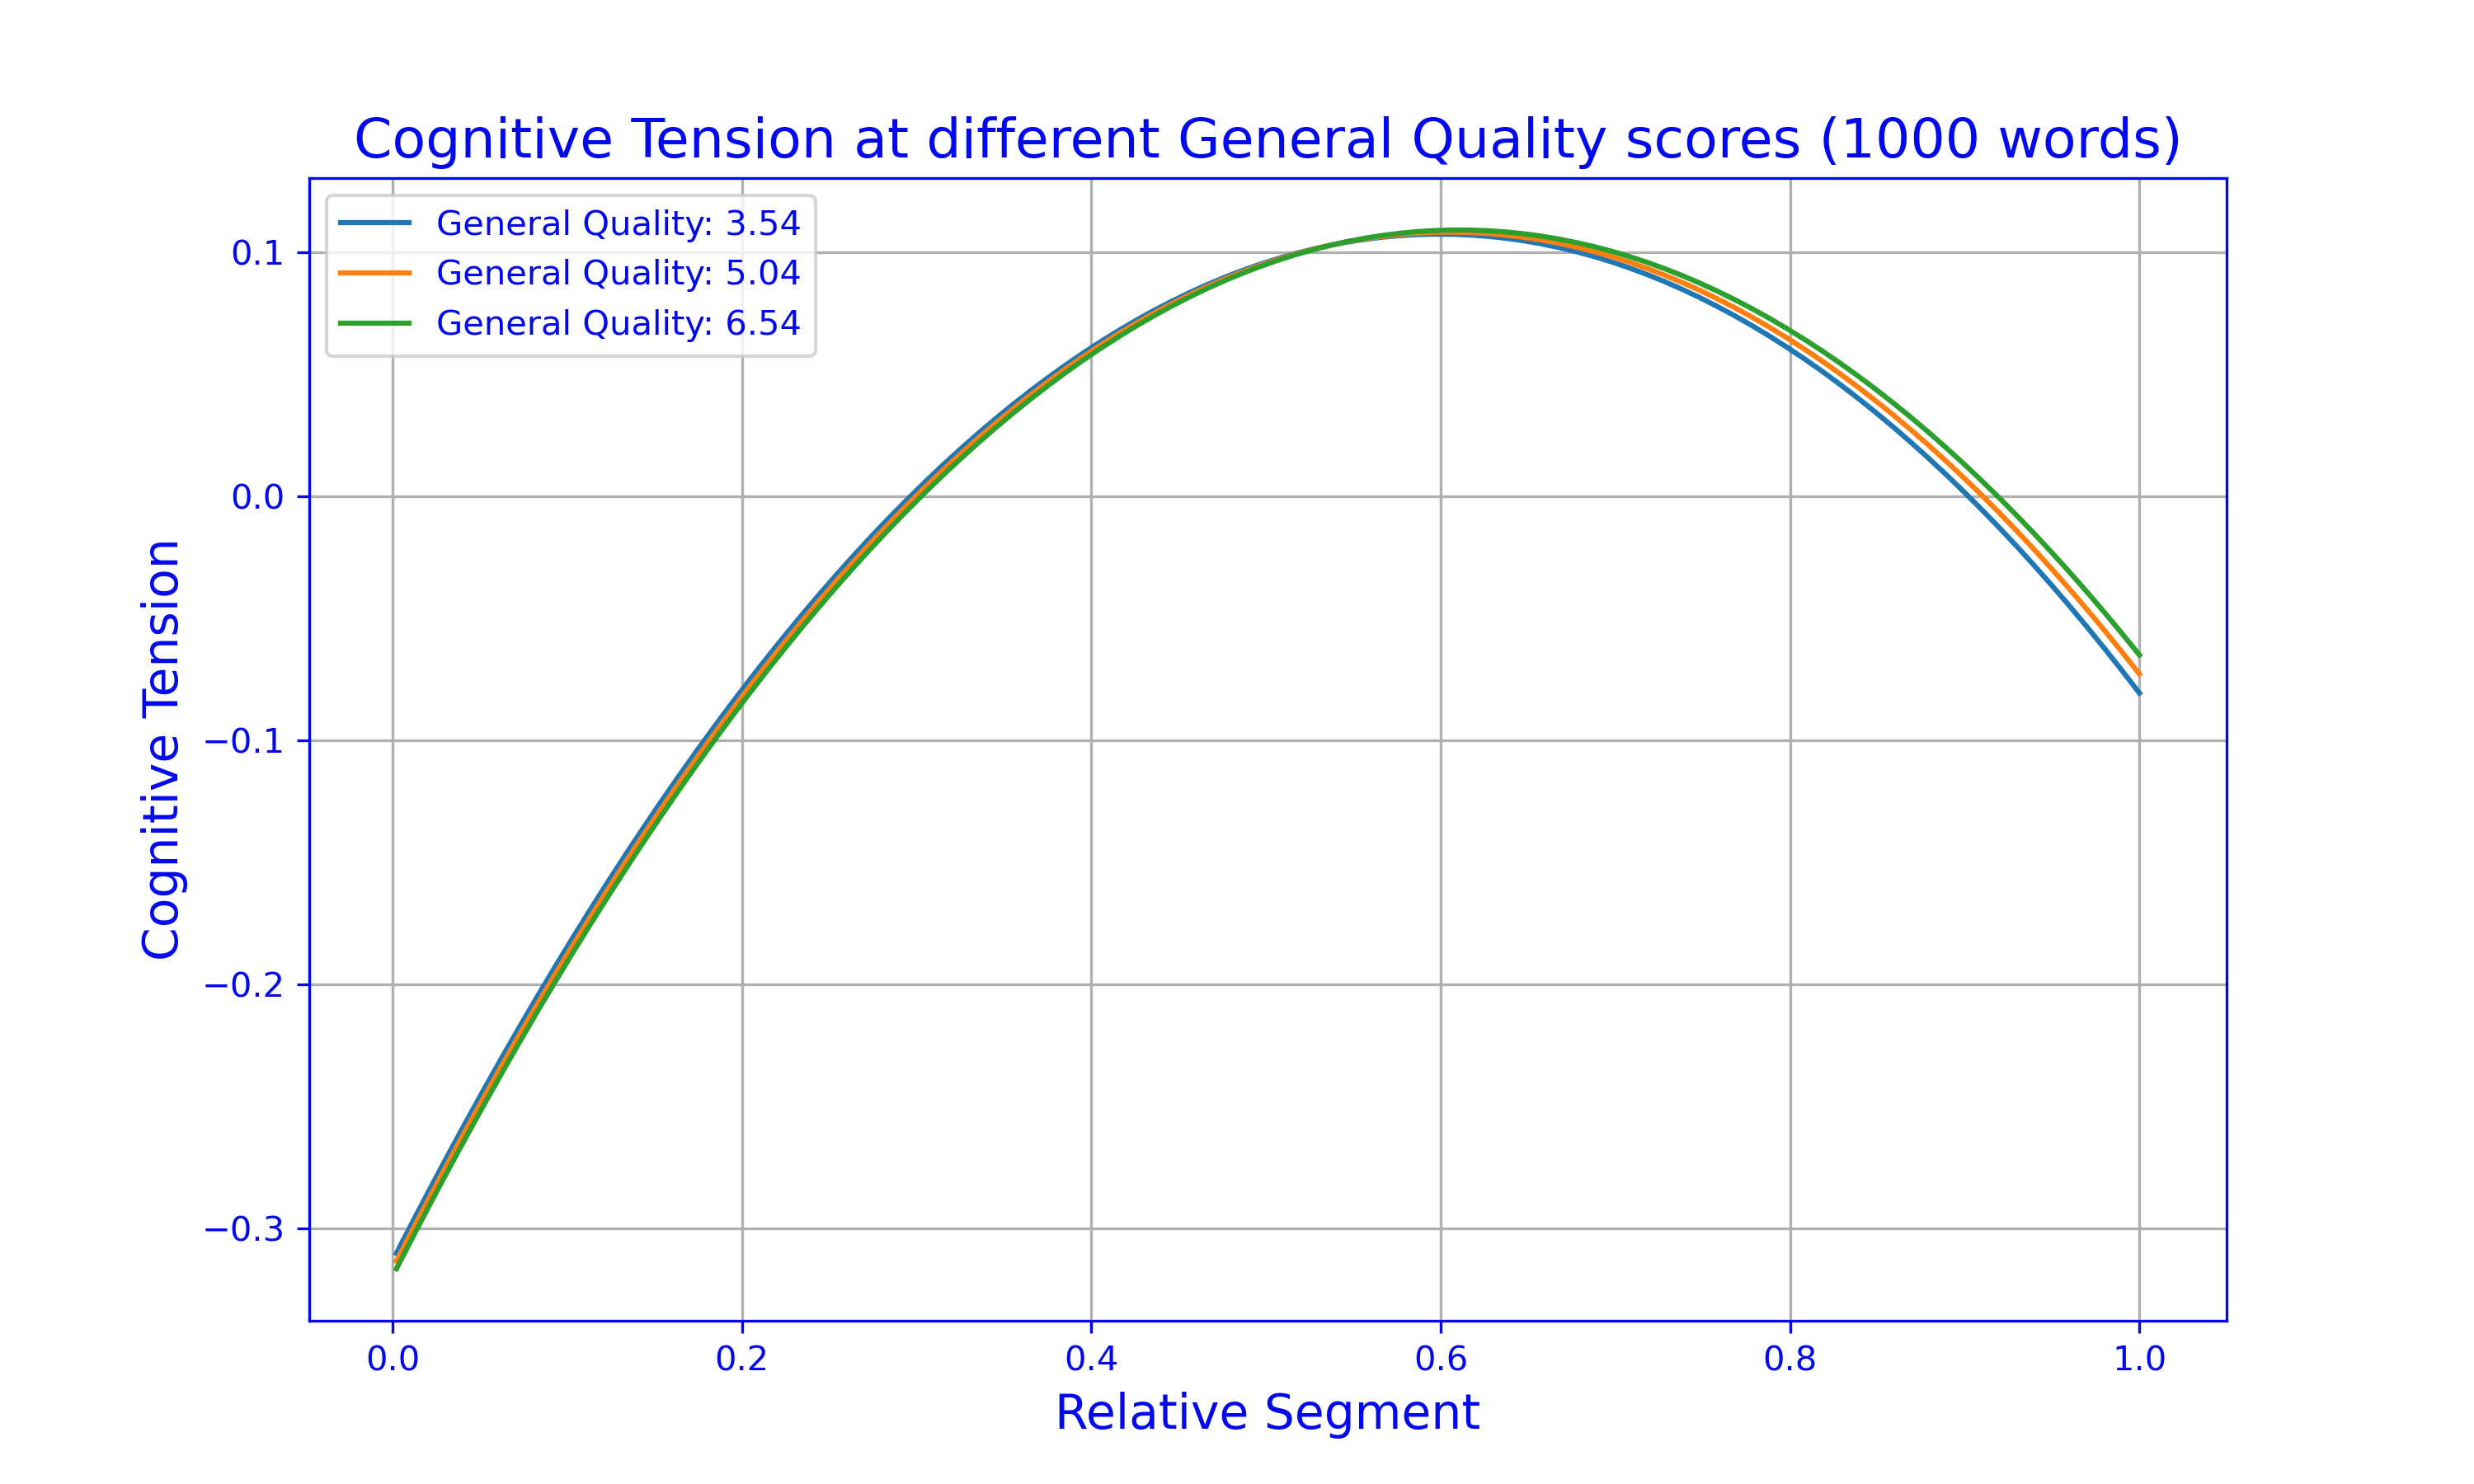 Cognitive Tension at different General Quality scores (1000 words)
General Quality: 3.54
General Quality: 5.04
General Quality: 6.54
0.1
0.0
−0.1
−0.2
−0.3
Cognitive Tension
0.0 0.2 0.4 0.6 0.8 1.0
Relative Segment